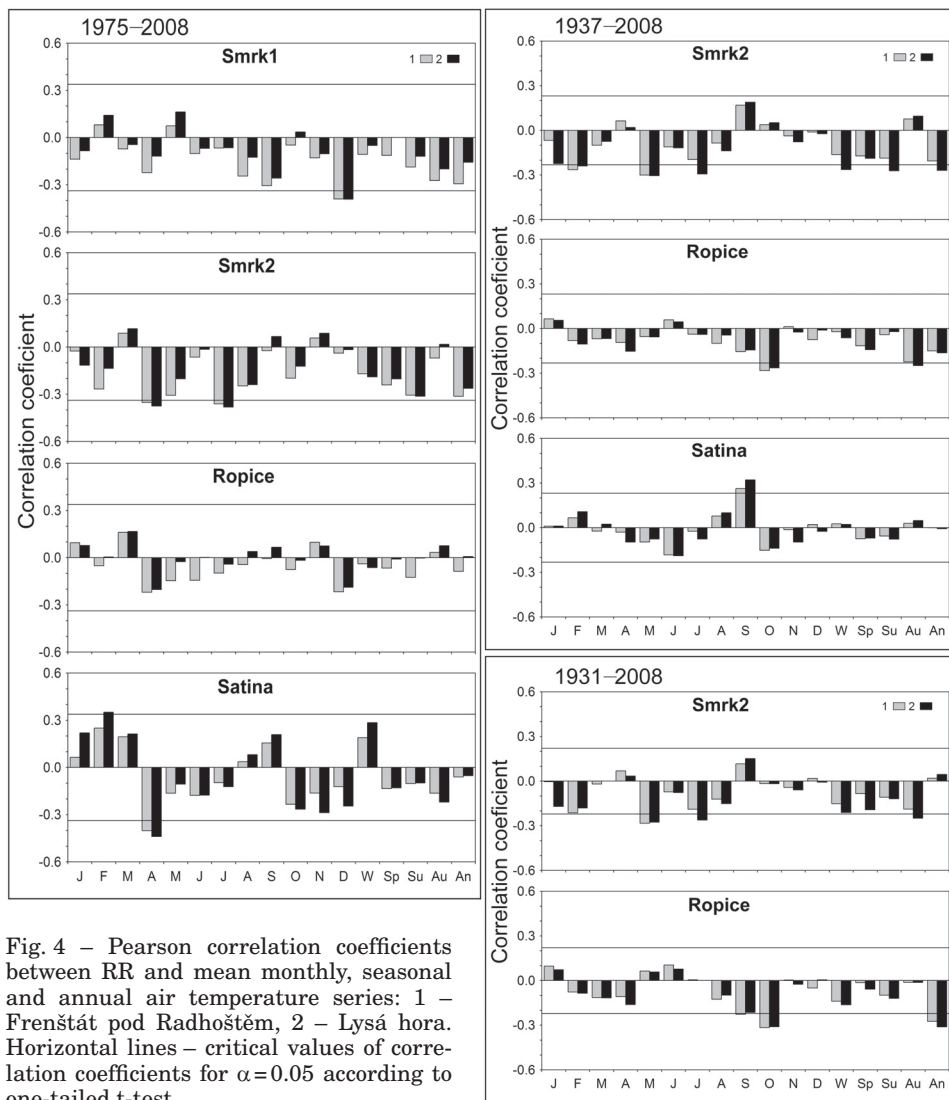 1975–2008
Smrk1
1 2
0.6
0.3
0.0
-0.3
-0.6
Smrk2
0.6
0.3
0.0
-0.3
-0.6
Ropice
0.6
0.3
0.0
-0.3
-0.6
Satina
0.6
0.3
0.0
-0.3
-0.6
J F M A M J J A S O N D W Sp Su Au An
Correlation coeficient
1937–2008
Smrk2
1 2
0.6
0.3
0.0
-0.3
-0.6
Ropice
0.6
0.3
0.0
-0.3
-0.6
Satina
0.6
0.3
0.0
-0.3
-0.6
J F M A M J J A S O N D W Sp Su Au An
Correlation coeficient
1931–2008
Smrk2
1 2
0.6
0.3
0.0
-0.3
-0.6
Ropice
0.6
0.3
0.0
-0.3
-0.6
J F M A M J J A S O N D W Sp Su Au An
Correlation coeficient
Fig. 4 – Pearson correlation coefficients
between RR and mean monthly, seasonal
and annual air temperature series: 1 –
Frenštát pod Radhoštěm, 2 – Lysá hora.
Horizontal lines – critical values of corre-
lation coefficients for α=0.05 according to
one-tailed t-test